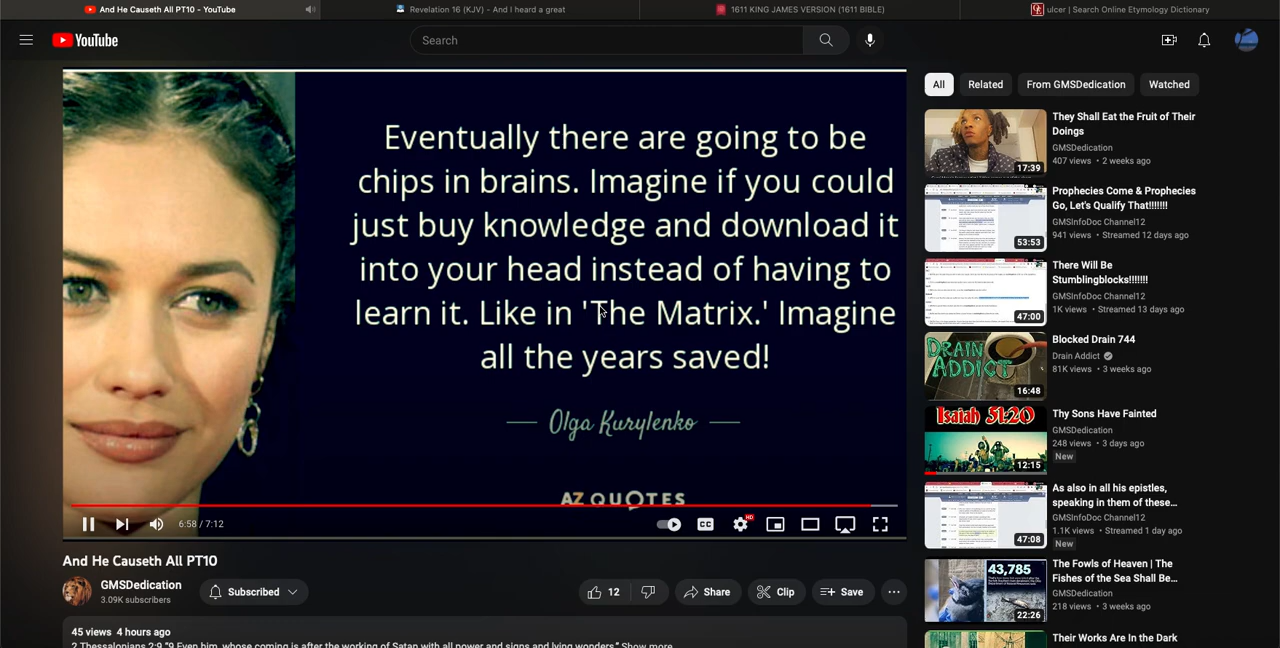 And He Causeth All PT10 - YouTube
Revelation 16 (KJV) - And I heard a great
1611 KING JAMES VERSION (1611 BIBLE)
ulcer | Search Online Etymology Dictionary
YouTube
Search
Eventually there are going to be
chips in brains. Imagine if you could
just buy knowledge and download it
into your head instead of having to
learn it, like in 'The Matrix.' Imagine
all the years saved!
Olga Kurylenko
AZ QUOTES
6:58 / 7:12
HD
And He Causeth All PT10
GMSDedication
3.09K subscribers
Subscribed
12
Share
Clip
Save
45 views 4 hours ago
2 Thessalonians 2:9 "9 Even him, whose coming is after the working of Satan with all power and signs and lying wonders," Show more
All
Related
From GMSDedication
Watched
17:39
They Shall Eat the Fruit of Their
Doings
GMSDedication
407 views • 2 weeks ago
53:53
Prophecies Come & Prophecies
Go, Let's Qualify That!!!!!!!
GMSInfoDoc Channel12
941 views • Streamed 12 days ago
47:00
There Will Be
Stumblingblocks!!!!!!!
GMSInfoDoc Channel12
1K views • Streamed 13 days ago
DRAIN
ADDICT
16:48
Blocked Drain 744
Drain Addict
81K views • 3 weeks ago
Isaiah 51:20
12:15
Thy Sons Have Fainted
GMSDedication
248 views • 3 days ago
New
47:08
As also in all his epistles,
speaking in them of these...
GMSInfoDoc Channel12
1.1K views • Streamed 1 day ago
New
43,785
22:26
The Fowls of Heaven | The
Fishes of the Sea Shall Be...
GMSDedication
218 views • 3 weeks ago
Their Works Are In the Dark